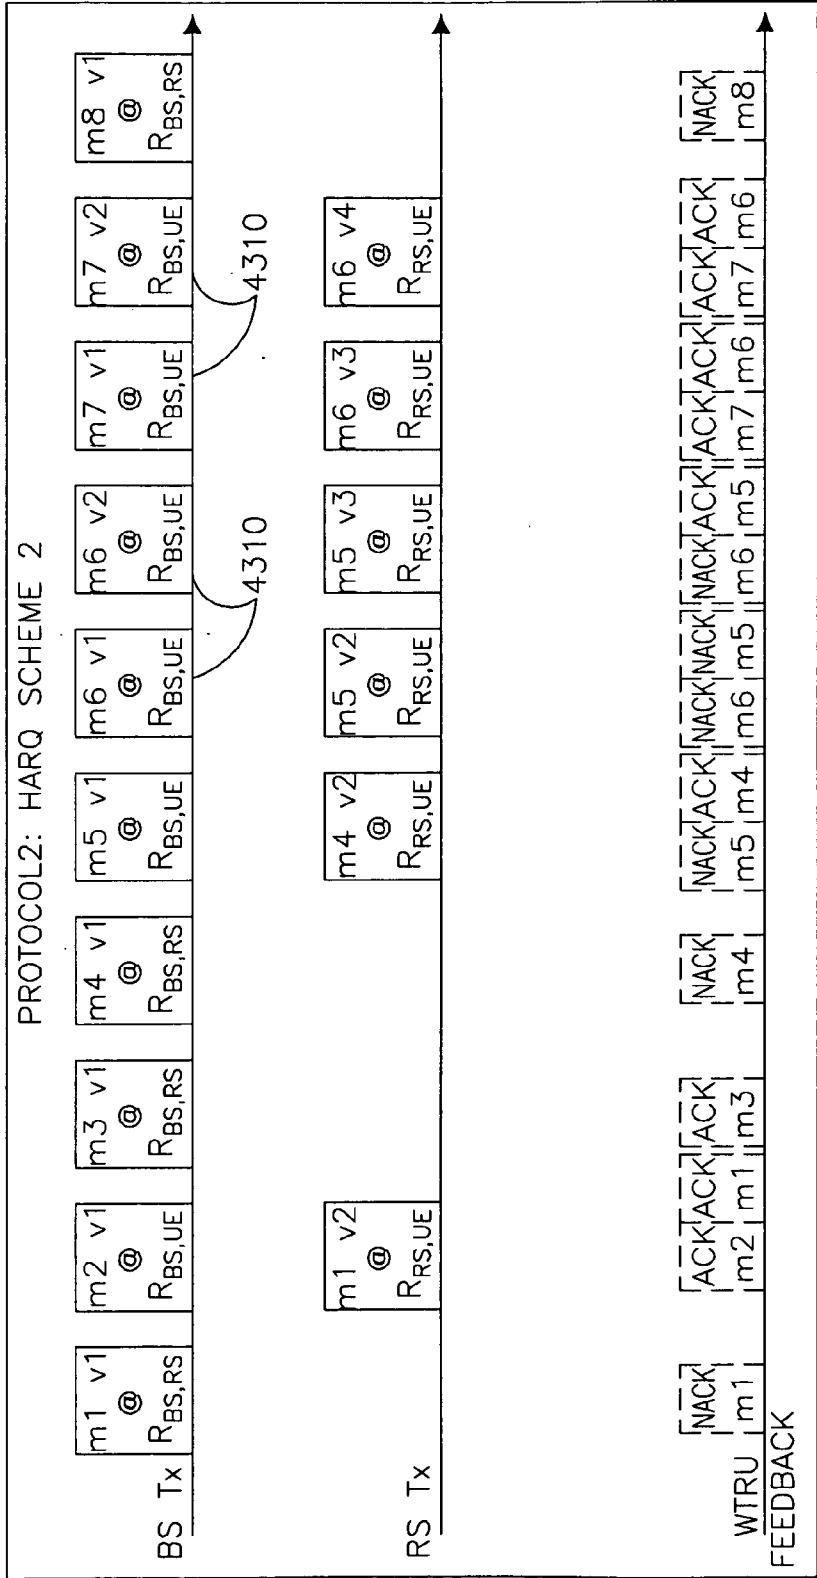 PROTOCOL2: HARQ SCHEME 2
BS Tx
m1 v1
@
RBS,RS
m2 v1
@
RBS,UE
m3 v1
@
RBS,RS
m4 v1
@
RBS,RS
m5 v1
@
RBS,UE
m6 v1
@
RBS,UE
m6 v2
@
RBS,UE
m7 v1
@
RBS,UE
m7 v2
@
RBS,UE
m8 v1
@
RBS,RS
4310
4310
RS Tx
m1 v2
@
RRS,UE
m4 v2
@
RRS,UE
m5 v2
@
RRS,UE
m5 v3
@
RRS,UE
m6 v3
@
RRS,UE
m6 v4
@
RRS,UE
WTRU
FEEDBACK
NACK
m1
ACK ACK
m2 m1
ACK
m3
NACK
m4
NACK ACK
m5 m4
NACK NACK
m6 m5
NACK ACK
m6 m5
ACK ACK
m7 m6
ACK ACK
m7 m6
NACK
m8